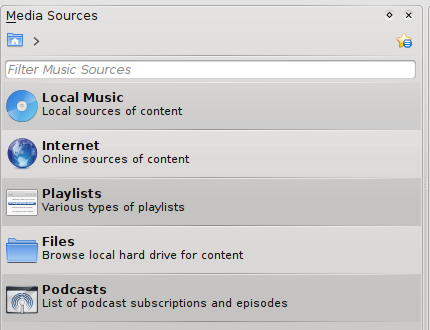 Media Sources
Filter Music Sources
Local Music
Local sources of content
Internet
Online sources of content
Playlists
Various types of playlists
Files
Browse local hard drive for content
Podcasts
List of podcast subscriptions and episodes